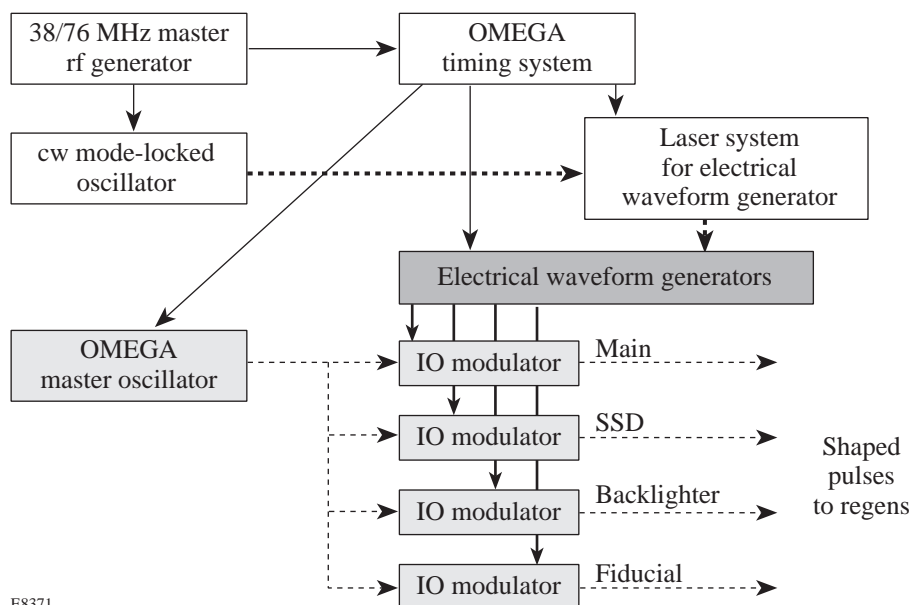 38/76 MHz master
rf generator
OMEGA
timing system
cw mode-locked
oscillator
Laser system
for electrical
waveform generator
Electrical waveform generators
OMEGA
master oscillator
IO modulator
Main
IO modulator
SSD
IO modulator
Backlighter
IO modulator
Fiducial
Shaped
pulses
to regens
E8371